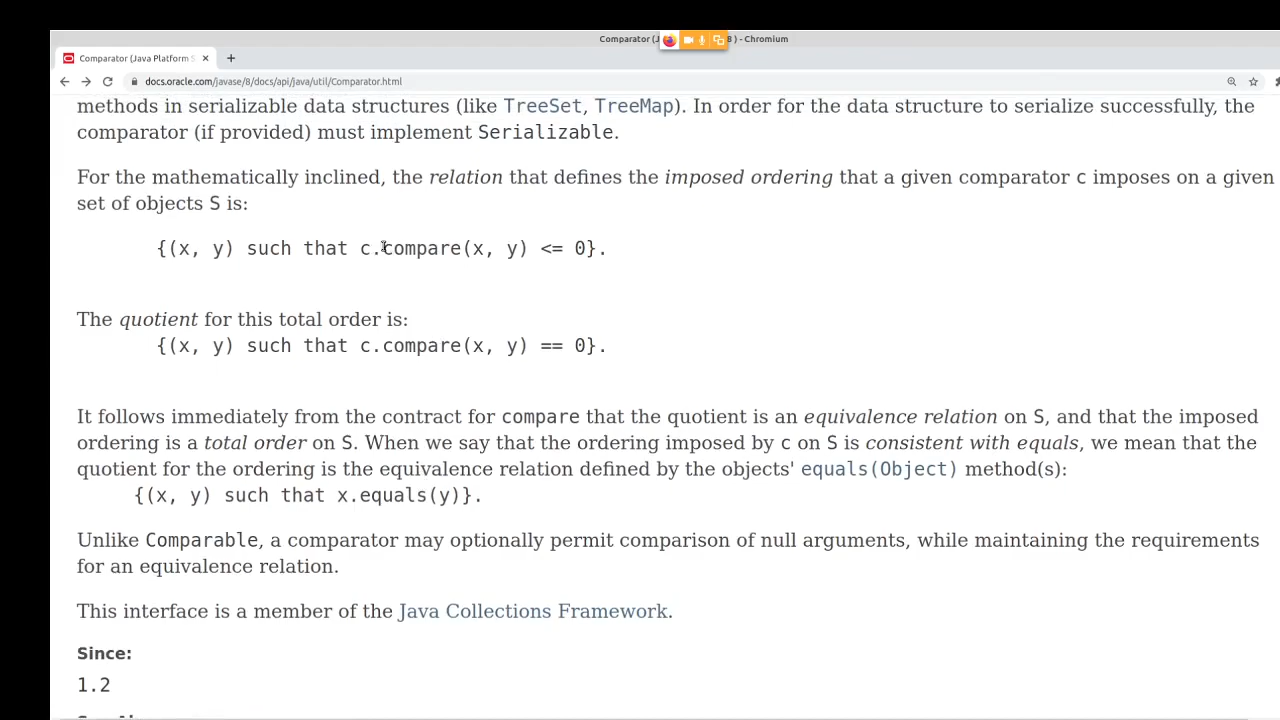 Comparator (J
8 ) - Chromium
Comparator (Java Platform S
docs.oracle.com/javase/8/docs/api/java/util/Comparator.html
methods in serializable data structures (like TreeSet, TreeMap). In order for the data structure to serialize successfully, the
comparator (if provided) must implement Serializable.
For the mathematically inclined, the relation that defines the imposed ordering that a given comparator c imposes on a given
set of objects S is:
{(x, y) such that c.compare(x, y) <= 0}.
The quotient for this total order is:
{(x, y) such that c.compare(x, y) == 0}.
It follows immediately from the contract for compare that the quotient is an equivalence relation on S, and that the imposed
ordering is a total order on S. When we say that the ordering imposed by c on S is consistent with equals, we mean that the
quotient for the ordering is the equivalence relation defined by the objects' equals(Object) method(s):
{(x, y) such that x.equals(y)}.
Unlike Comparable, a comparator may optionally permit comparison of null arguments, while maintaining the requirements
for an equivalence relation.
This interface is a member of the Java Collections Framework.
Since:
1.2